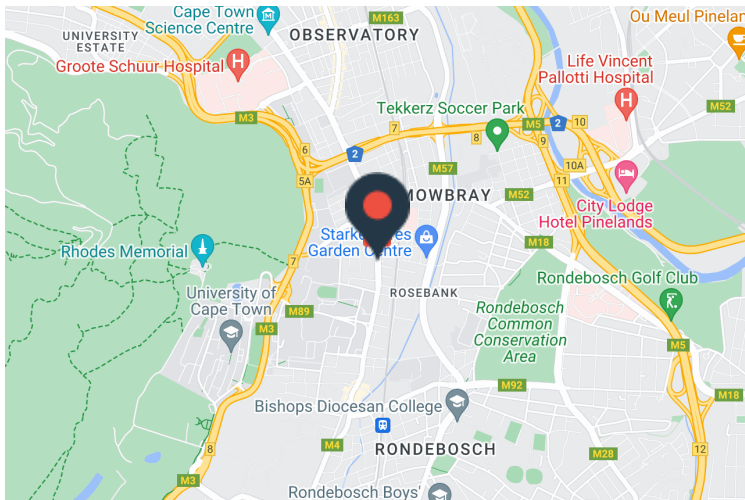 Cape Town
Science Centre
M163
Ou Meul Pinelan
UNIVERSITY
ESTATE
OBSERVATORY
Groote Schuur Hospital
H
Life Vincent
Pallotti Hospital
H
M52
Tekkerz Soccer Park
M3
7
8
M5
2
10
9
6
2
10A
M57
5A
11
MOWBRAY
M52
City Lodge
Hotel Pinelands
Garden Centre
M18
Rhodes Memorial
7
Rondebosch Golf Club
University of
Cape Town
ROSEBANK
M89
Rondebosch
Common
Conservation
Area
M3
M3
M5
M92
M18
Bishops Diocesan College
M4
RONDEBOSCH
8
M28
12
M3
Rondebosch Boys'